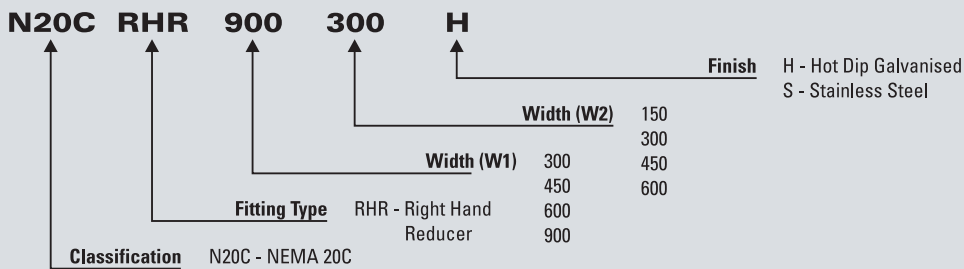 N20C RHR 900 300 H
Finish H - Hot Dip Galvanised
S - Stainless Steel
Width (W2) 150
300
450
600
Width (W1) 300
450
600
900
Fitting Type RHR - Right Hand
Reducer
Classification N20C - NEMA 20C